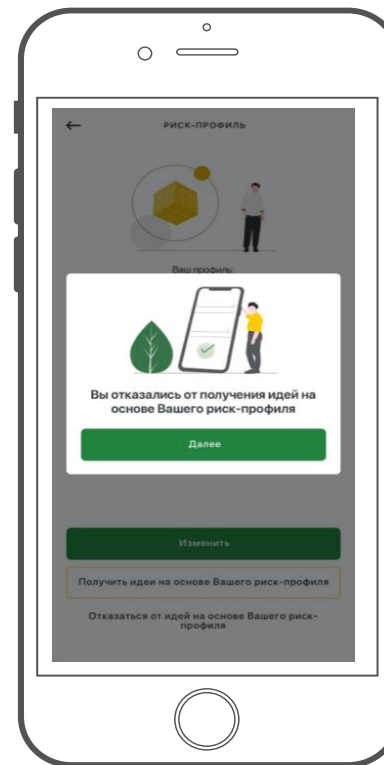 РИСК-ПРОФИЛЬ
Ваш профиль:
Вы отказались от получения идей на
основе Вашего риск-профиля
Далее
Изменить
Получить идеи на основе Вашего риск-профиля
Отказаться от идей на основе Вашего риск-
профиля